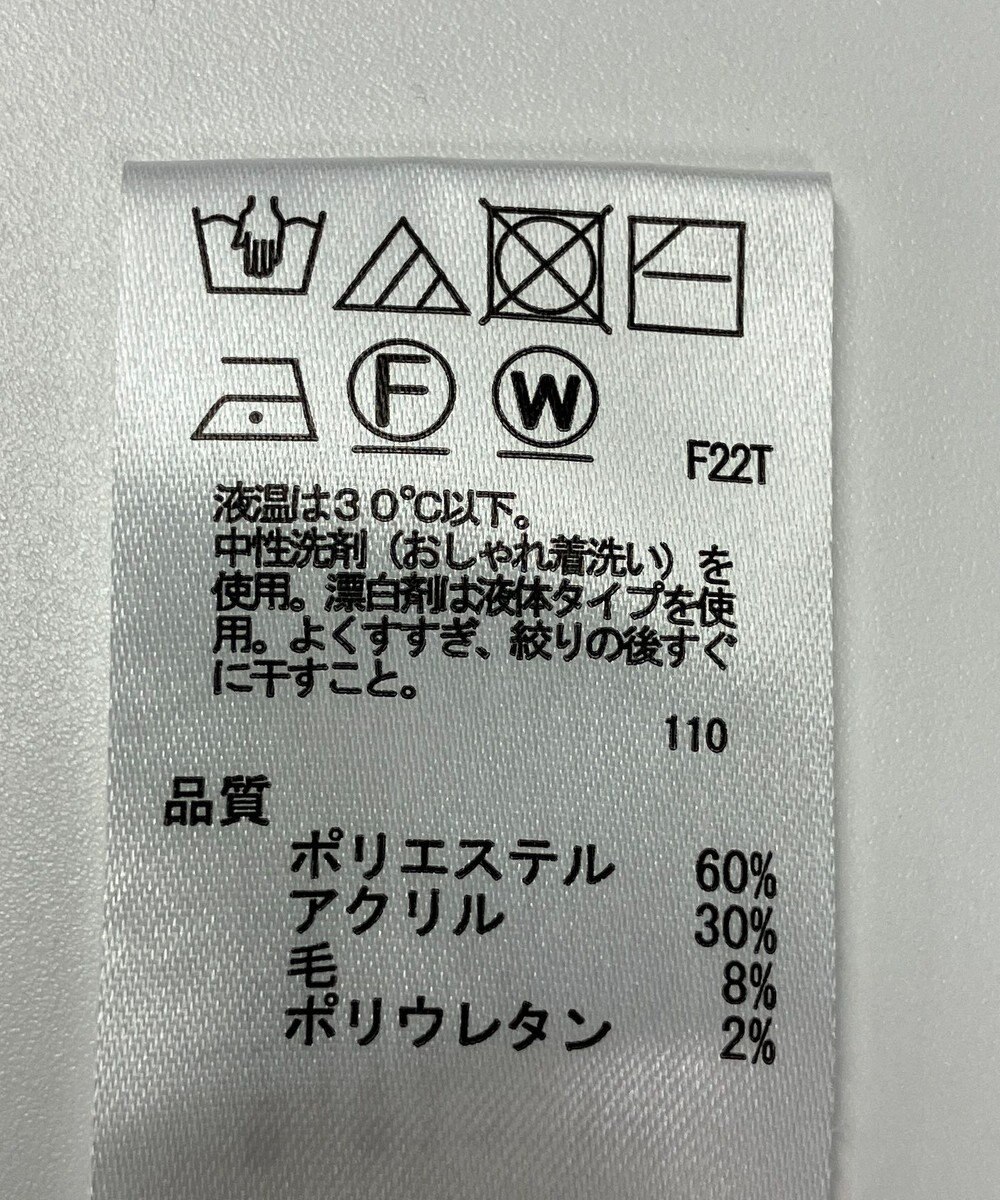 F W
F22T
液温は30℃以下。
中性洗剤（おしゃれ着洗い）を
使用。漂白剤は液体タイプを使
用。よくすすぎ、絞りの後すぐ
に干すこと。
110
品質
ポリエステル 60%
アクリル 30%
毛 8%
ポリウレタン 2%